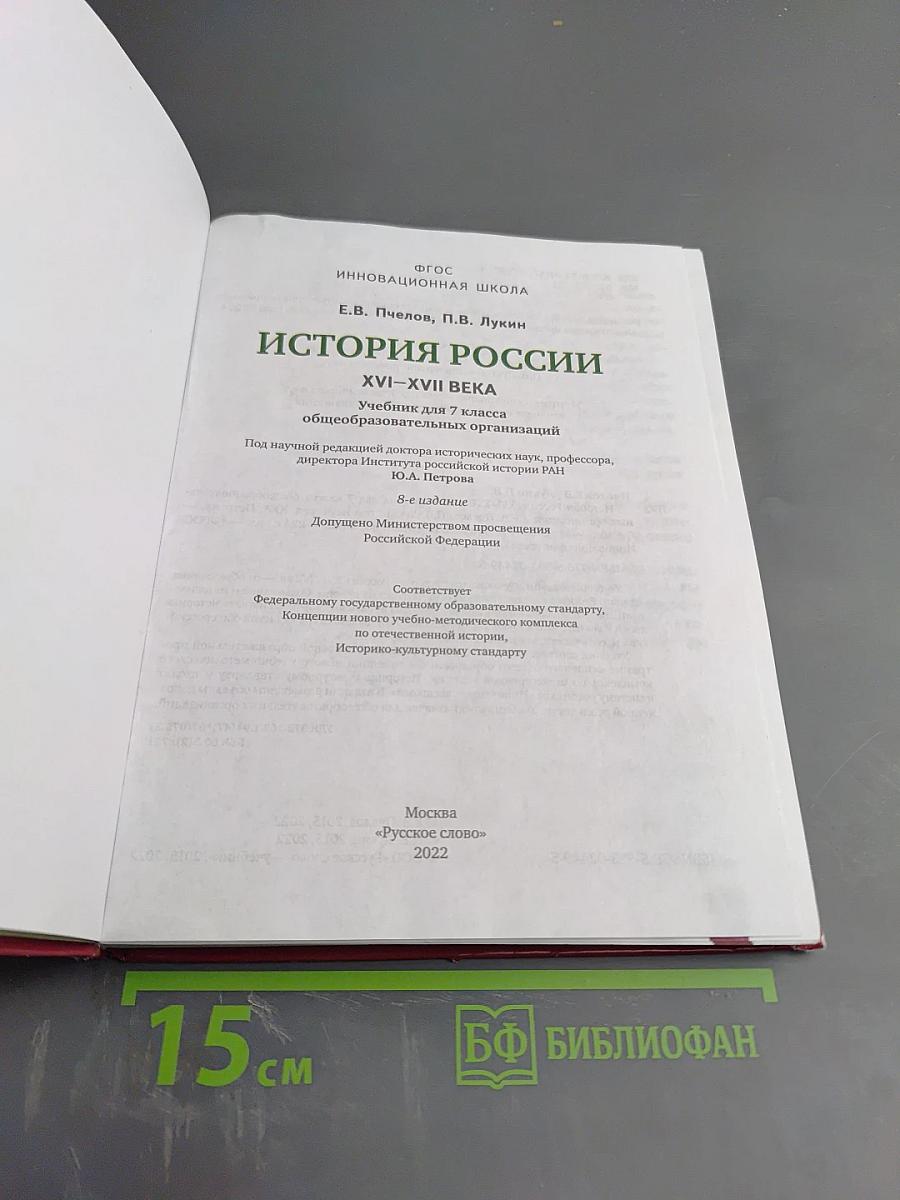 ФГОС
ИННОВАЦИОННАЯ ШКОЛА
Е.В. Пчелов, П.В. Лукин
ИСТОРИЯ РОССИИ
XVI–XVII ВЕКА
Учебник для 7 класса
общеобразовательных организаций
Под научной редакцией доктора исторических наук, профессора,
директора Института российской истории РАН
Ю.А. Петрова
8-е издание
Допущено Министерством просвещения
Российской Федерации
Соответствует
Федеральному государственному образовательному стандарту,
Концепции нового учебно-методического комплекса
по отечественной истории,
Историко-культурному стандарту
Москва
«Русское слово»
2022
15 см
БФ БИБЛИОФАН